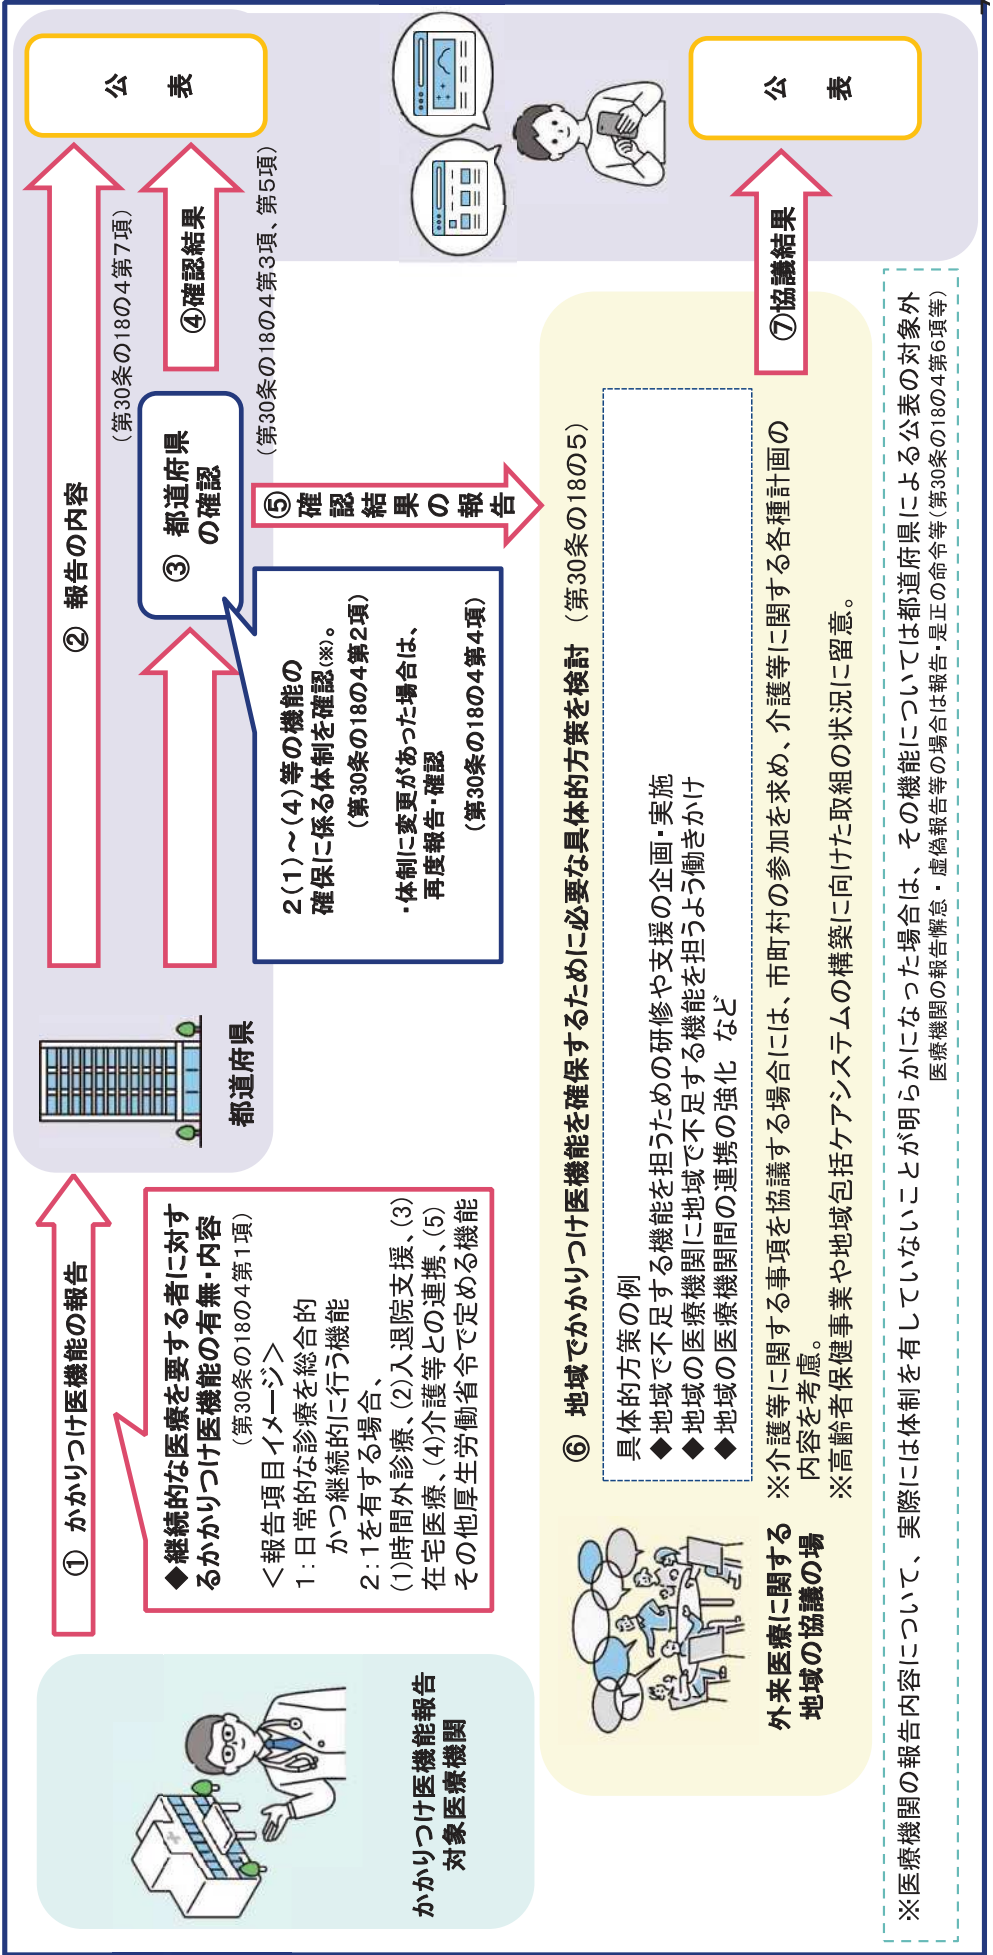 かかりつけ医機能報告
対象医療機関
① かかりつけ医機能の報告
◆継続的な医療を要する者に対す
るかかりつけ医機能の有無・内容
（第30条の18の4第1項）
＜報告項目イメージ＞
1：日常的な診療を総合的
かつ継続的に行う機能
2：1を有する場合、
(1)時間外診療、(2)入退院支援、(3)
在宅医療、(4)介護等との連携、(5)
その他厚生労働省令で定める機能
都道府県
② 報告の内容
（第30条の18の4第7項）
公　表
③ 都道府県
の確認
2(1)～(4)等の機能の
確保に係る体制を確認(※)。
（第30条の18の4第2項）
・体制に変更があった場合は、
再度報告・確認
（第30条の18の4第4項）
④確認結果
（第30条の18の4第3項、第5項）
⑤確認結果の報告
外来医療に関する
地域の協議の場
⑥ 地域でかかりつけ医機能を確保するために必要な具体的方策を検討 （第30条の18の5）
具体的方策の例
◆地域で不足する機能を担うための研修や支援の企画・実施
◆地域の医療機関に地域で不足する機能を担うよう働きかけ
◆地域の医療機関間の連携の強化 など
※介護等に関する事項を協議する場合には、市町村の参加を求め、介護等に関する各種計画の
内容を考慮。
※高齢者保健事業や地域包括ケアシステムの構築に向けた取組の状況に留意。
⑦協議結果
公　表
※医療機関の報告内容について、実際には体制を有していないことが明らかになった場合は、その機能については都道府県による公表の対象外
医療機関の報告懈怠・虚偽報告等の場合は報告・是正の命令等（第30条の18の4第6項等）